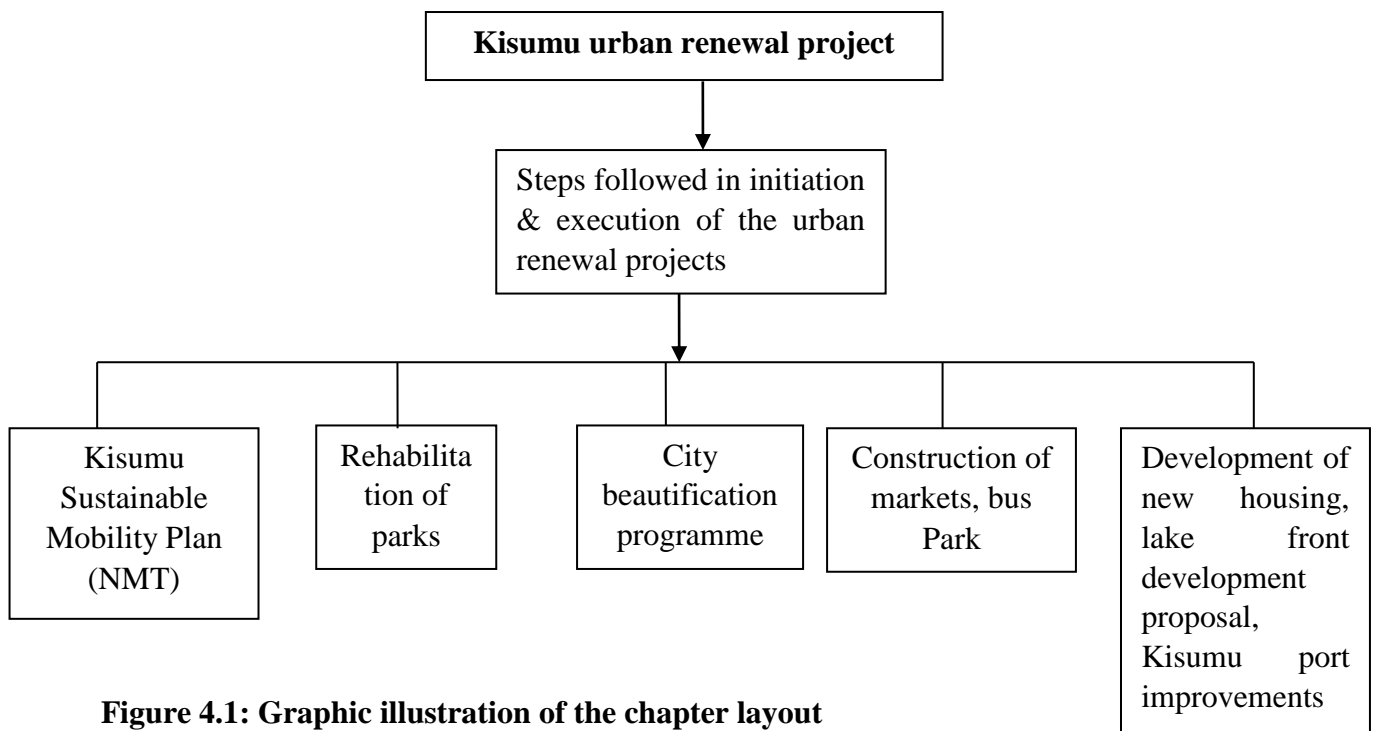 Kisumu urban renewal project
Steps followed in initiation
& execution of the urban
renewal projects
Kisumu
Sustainable
Mobility Plan
(NMT)
Rehabilita
tion of
parks
City
beautification
programme
Construction of
markets, bus
Park
Development of
new housing,
lake front
development
proposal,
Kisumu port
improvements
Figure 4.1: Graphic illustration of the chapter layout